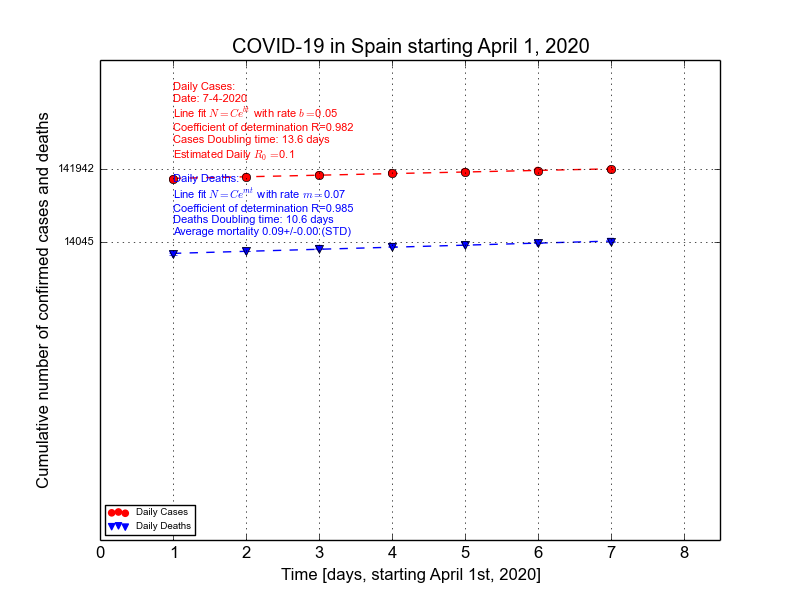 COVID-19 in Spain starting April 1, 2020
Cumulative number of confirmed cases and deaths
Daily Cases:
Date: 7-4-2020
Line fit N = Ce^{bt} with rate b =0.05
Coefficient of determination R=0.982
Cases Doubling time: 13.6 days
Estimated Daily R_0 =0.1
141942
Daily Deaths:
Line fit N = Ce^{mt} with rate m =0.07
Coefficient of determination R=0.985
Deaths Doubling time: 10.6 days
Average mortality 0.09+/-0.00 (STD)
14045
Daily Cases
Daily Deaths
0 1 2 3 4 5 6 7 8
Time [days, starting April 1st, 2020]